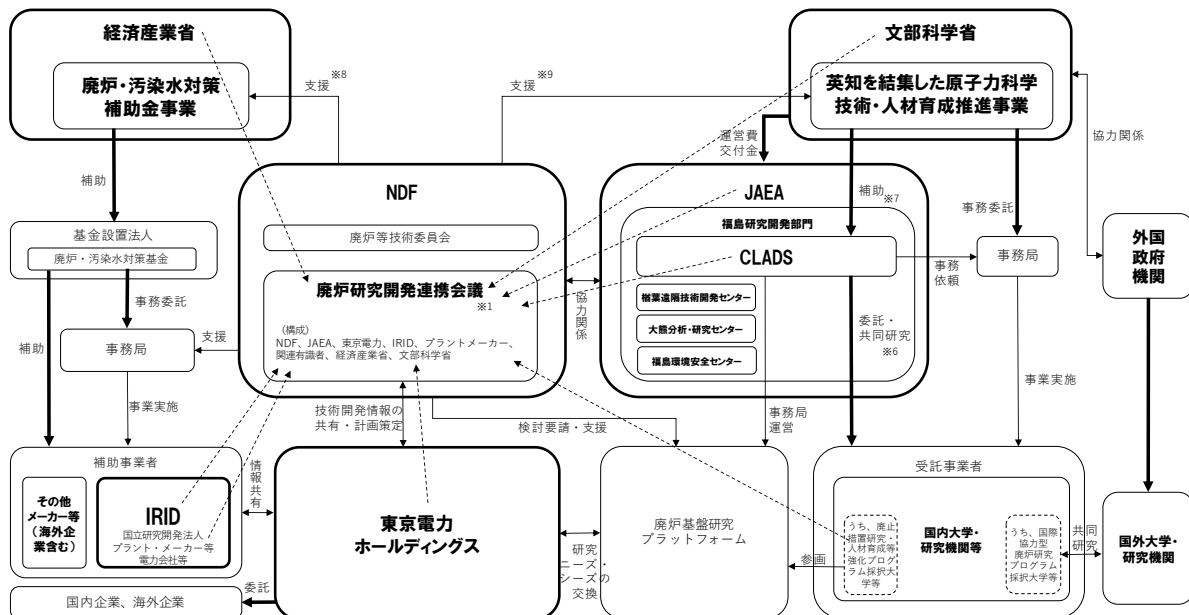 経済産業省
廃炉・汚染水対策
補助金事業
支援※8
支援※9
文部科学省
英知を結集した原子力科学
技術・人材育成推進事業
運営費
交付金
協力関係
補助
NDF
廃炉等技術委員会
廃炉研究開発連携会議
※1
(構成)
NDF、JAEA、東京電力、IRID、プラントメーカー、
関連有識者、経済産業省、文部科学省
協力関係
JAEA
補助※7
福島研究開発部門
CLADS
楢葉遠隔技術開発センター
大熊分析・研究センター
福島環境安全センター
事務委託
事務
依頼
事務局
外国
政府
機関
委託・
共同研究
※6
基金設置法人
廃炉・汚染水対策基金
事務委託
補助
事務局
支援
事業実施
技術開発情報の
共有・計画策定
検討要請・支援
事務局
運営
事業実施
補助事業者
その他
メーカー等
(海外企
業含む)
IRID
国立研究開発法人
プラント・メーカー等
電力会社等
情報共有
東京電力
ホールディングス
研究
ニーズ・
シーズの
交換
廃炉基盤研究
プラットフォーム
参画
受託事業者
うち、廃止
措置研究・
人材育成等
強化プログ
ラム採択大
学等
国内大学・
研究機関等
うち、国際
協力型
廃炉研究
プログラム
採択大学等
共同
研究
国外大学・
研究機関
委託
国内企業、海外企業